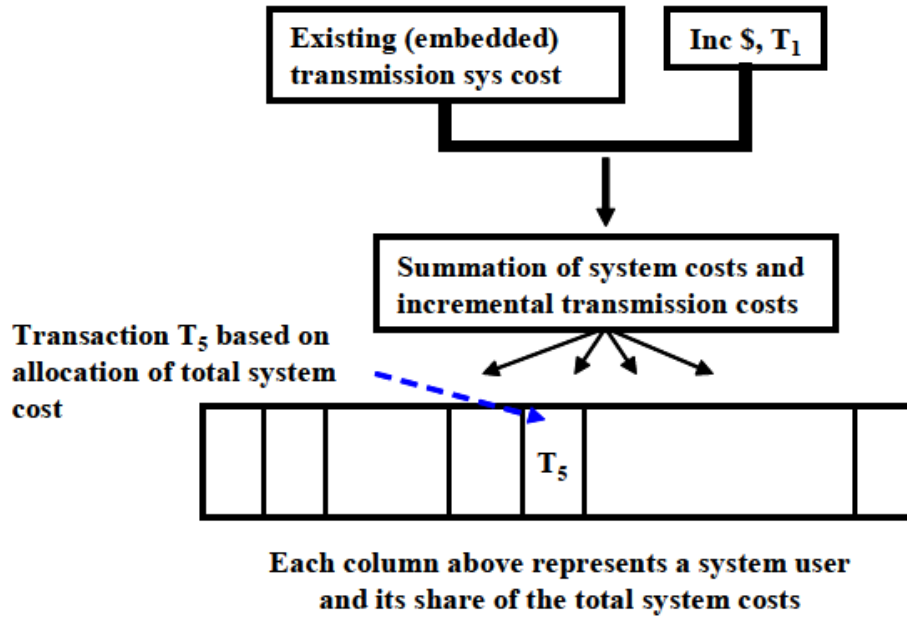 Existing (embedded)
transmission sys cost
Inc $, T₁
Summation of system costs and
incremental transmission costs
Transaction T₅ based on
allocation of total system
cost
T₅
Each column above represents a system user
and its share of the total system costs